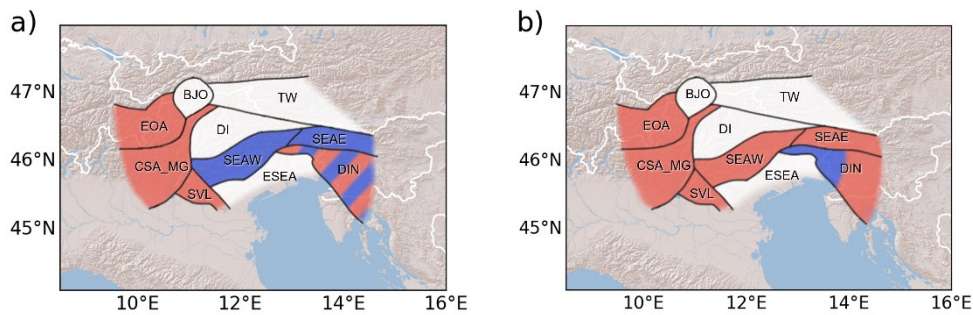 a)
47°N
46°N
45°N
BJO
TW
EOA
DI
SEAE
CSA_MG
SEAW
DIN
ESEA
SVL
10°E 12°E 14°E 16°E
b)
47°N
46°N
45°N
BJO
TW
EOA
DI
SEAE
CSA_MG
SEAW
DIN
ESEA
SVL
10°E 12°E 14°E 16°E